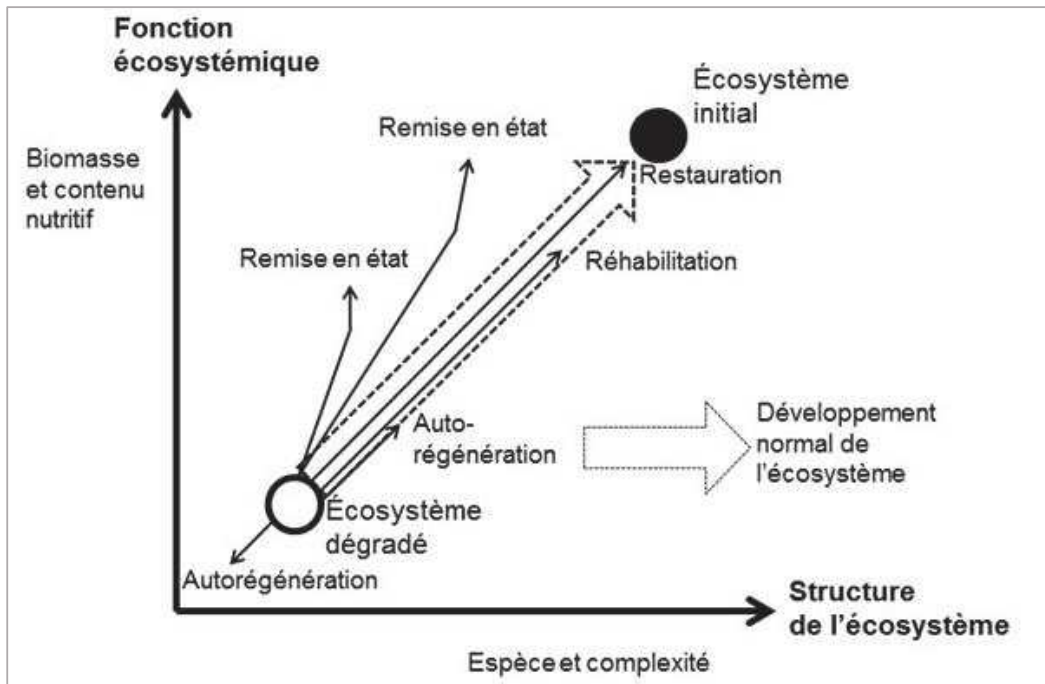 Fonction
écosystémique
Biomasse
et contenu
nutritif
Remise en état
Remise en état
Écosystème
initial
Restauration
Réhabilitation
Auto-
régénération
Développement
normal de
l'écosystème
Écosystème
dégradé
Autorégénération
Structure
de l'écosystème
Espèce et complexité